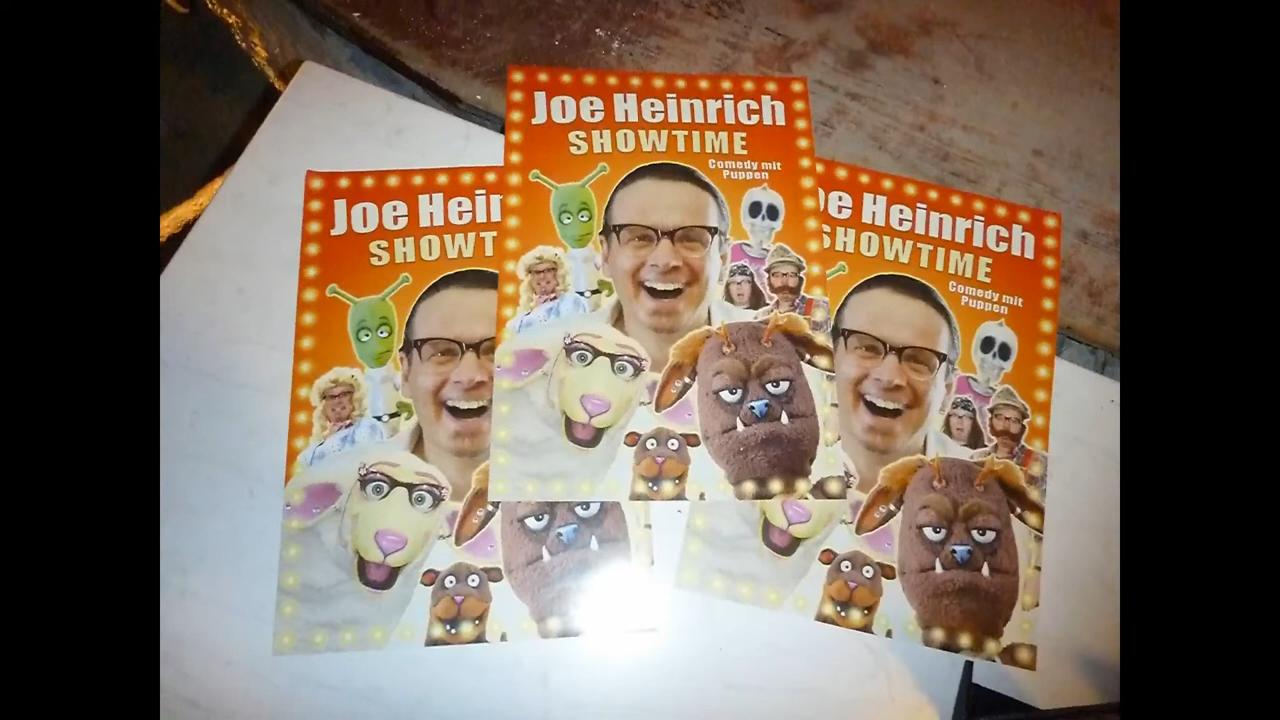 Joe Heinrich
SHOWTIME
Comedy mit
Puppen
Joe Hein
SHOWT
oe Heinrich
SHOWTIME
Comedy mit
Puppen